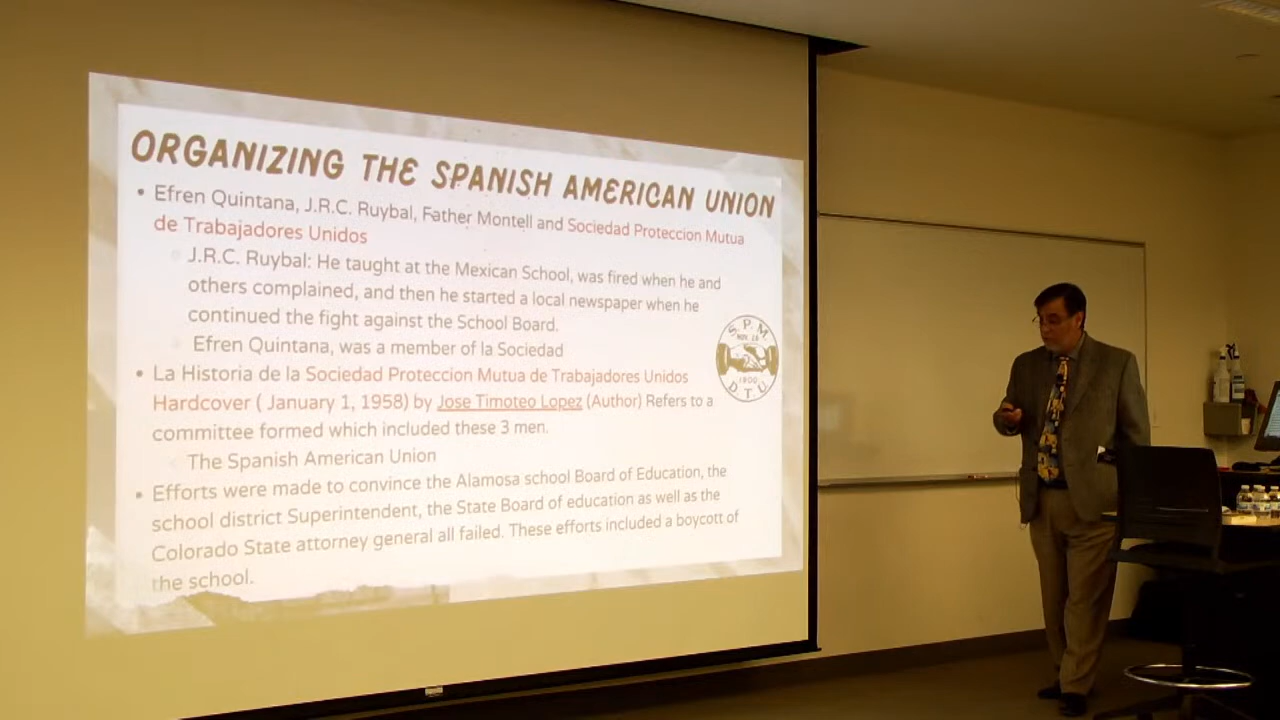 ORGANIZING THE SPANISH AMERICAN UNION
• Efren Quintana, J.R.C. Ruybal, Father Montell and Sociedad Proteccion Mutua
de Trabajadores Unidos
J.R.C. Ruybal: He taught at the Mexican School, was fired when he and
others complained, and then he started a local newspaper when he
continued the fight against the School Board.
Efren Quintana, was a member of la Sociedad
• La Historia de la Sociedad Proteccion Mutua de Trabajadores Unidos
Hardcover ( January 1, 1958) by Jose Timoteo Lopez (Author) Refers to a
committee formed which included these 3 men.
The Spanish American Union
• Efforts were made to convince the Alamosa school Board of Education, the
school district Superintendent, the State Board of education as well as the
Colorado State attorney general all failed. These efforts included a boycott of
the school.
S.P.M.
NOV. 26
1900
D.T.U.